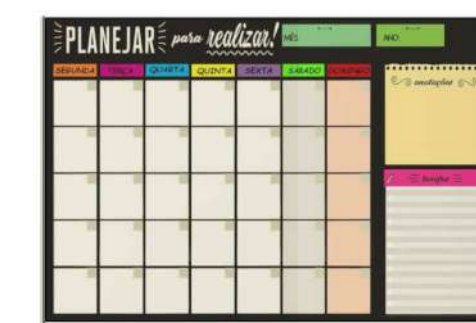 PLANEJAR para realizar!
MÊS
ANO
SEGUNDA TERÇA QUARTA QUINTA SEXTA SÁBADO DOMINGO
anotações